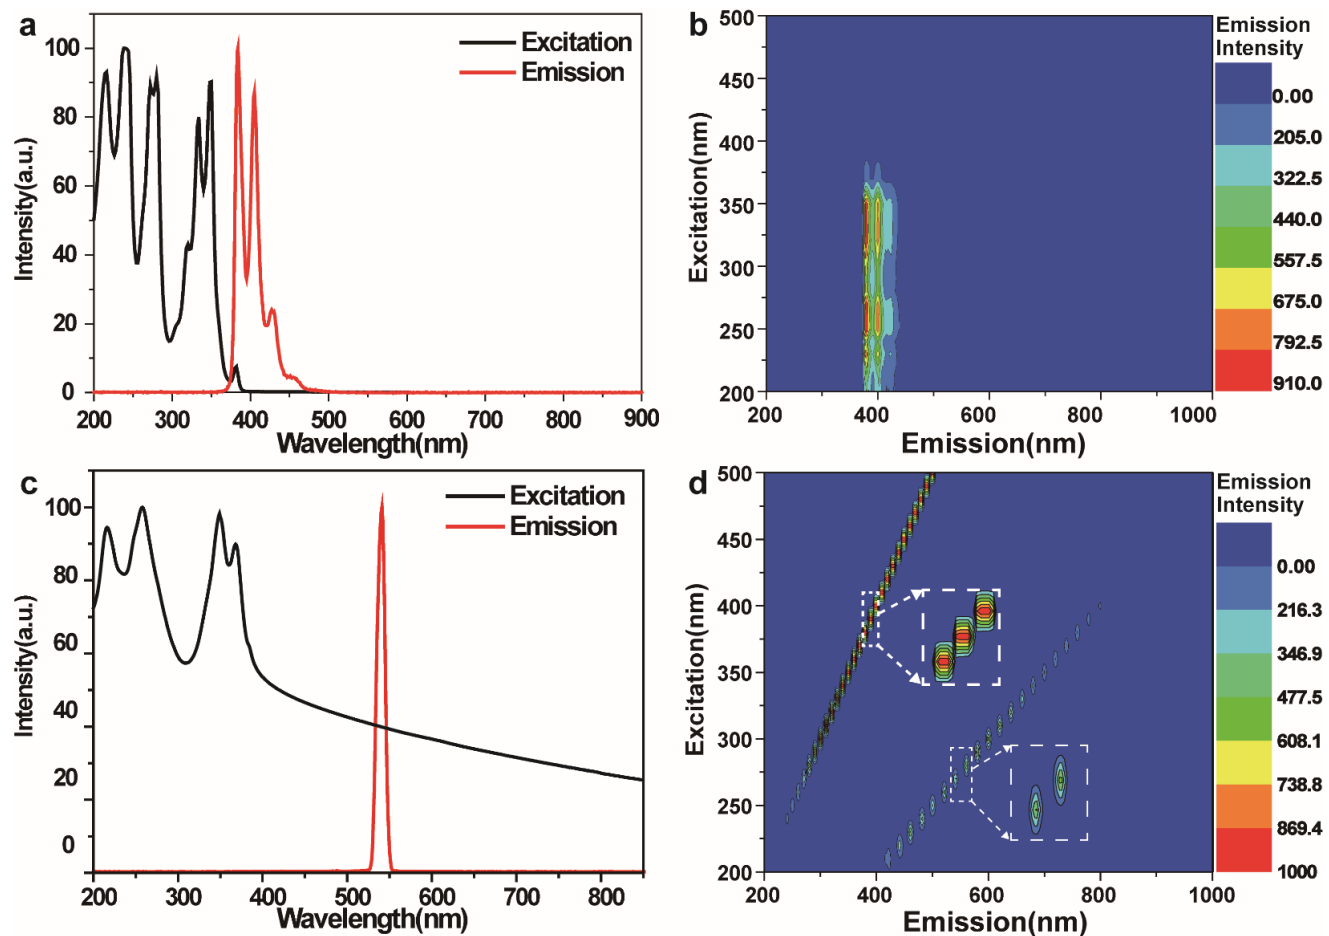 a
Excitation
Emission
100
80
60
40
20
0
Intensity(a.u.)
200 300 400 500 600 700 800 900
Wavelength(nm)
b
500
450
400
350
300
250
200
Excitation(nm)
200 400 600 800 1000
Emission(nm)
Emission
Intensity
0.00
205.0
322.5
440.0
557.5
675.0
792.5
910.0
c
Excitation
Emission
100
80
60
40
20
0
Intensity(a.u.)
200 300 400 500 600 700 800
Wavelength(nm)
d
500
450
400
350
300
250
200
Excitation(nm)
200 400 600 800 1000
Emission(nm)
Emission
Intensity
0.00
216.3
346.9
477.5
608.1
738.8
869.4
1000